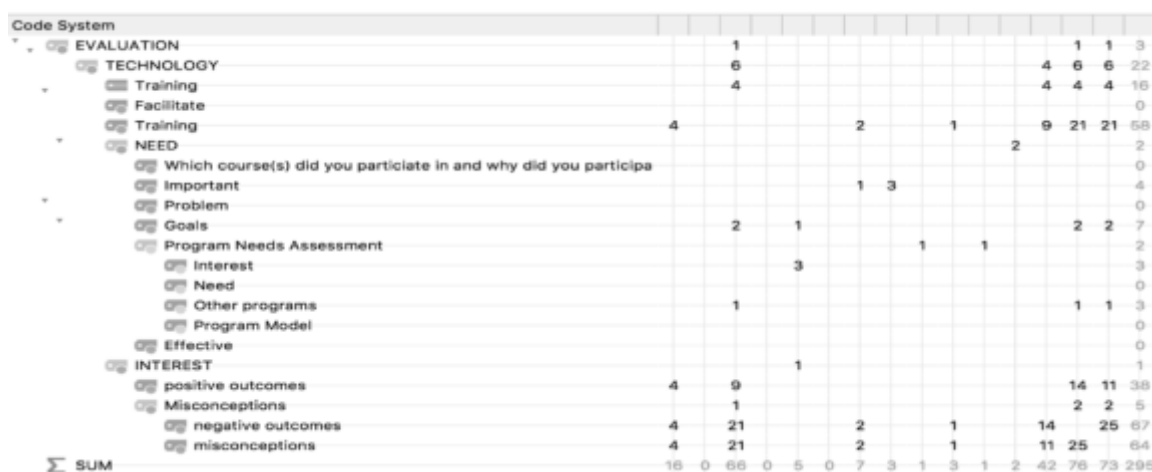 Code System
EVALUATION 1 1 1 3
TECHNOLOGY 6 4 6 6 22
Training 4 4 4 4 16
Facilitate 0
Training 4 2 1 9 21 21 58
NEED 2 2
Which course(s) did you particiate in and why did you participa 0
Important 1 3 4
Problem 0
Goals 2 1 2 2 7
Program Needs Assessment 1 1 2
Interest 3 3
Need 0
Other programs 1 1 1 3
Program Model 0
Effective 0
INTEREST 1 1
positive outcomes 4 9 14 11 38
Misconceptions 1 2 2 5
negative outcomes 4 21 2 1 14 25 67
misconceptions 4 21 2 1 11 25 64
Σ SUM 16 0 66 0 5 0 7 3 1 3 1 2 42 76 73 295